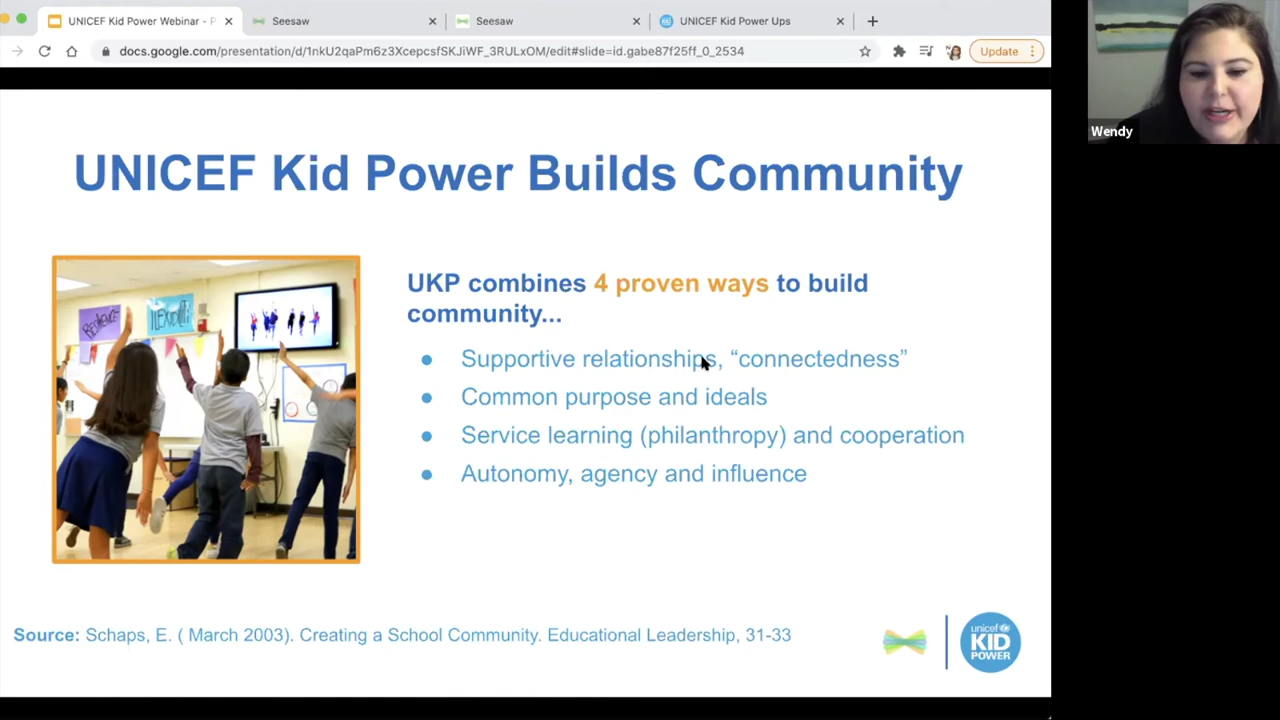 UNICEF Kid Power Webinar - P
Seesaw
Seesaw
UNICEF Kid Power Ups
docs.google.com/presentation/d/1nkU2qaPm6z3XcepcsfSKJiWF_3RULxOM/edit#slide=id.gabe87f25ff_0_2534
Update
Wendy
UNICEF Kid Power Builds Community
RESILIENCE
UKP combines 4 proven ways to build
community...
● Supportive relationships, “connectedness”
● Common purpose and ideals
● Service learning (philanthropy) and cooperation
● Autonomy, agency and influence
Source: Schaps, E. ( March 2003). Creating a School Community. Educational Leadership, 31-33
unicef
KID
POWER